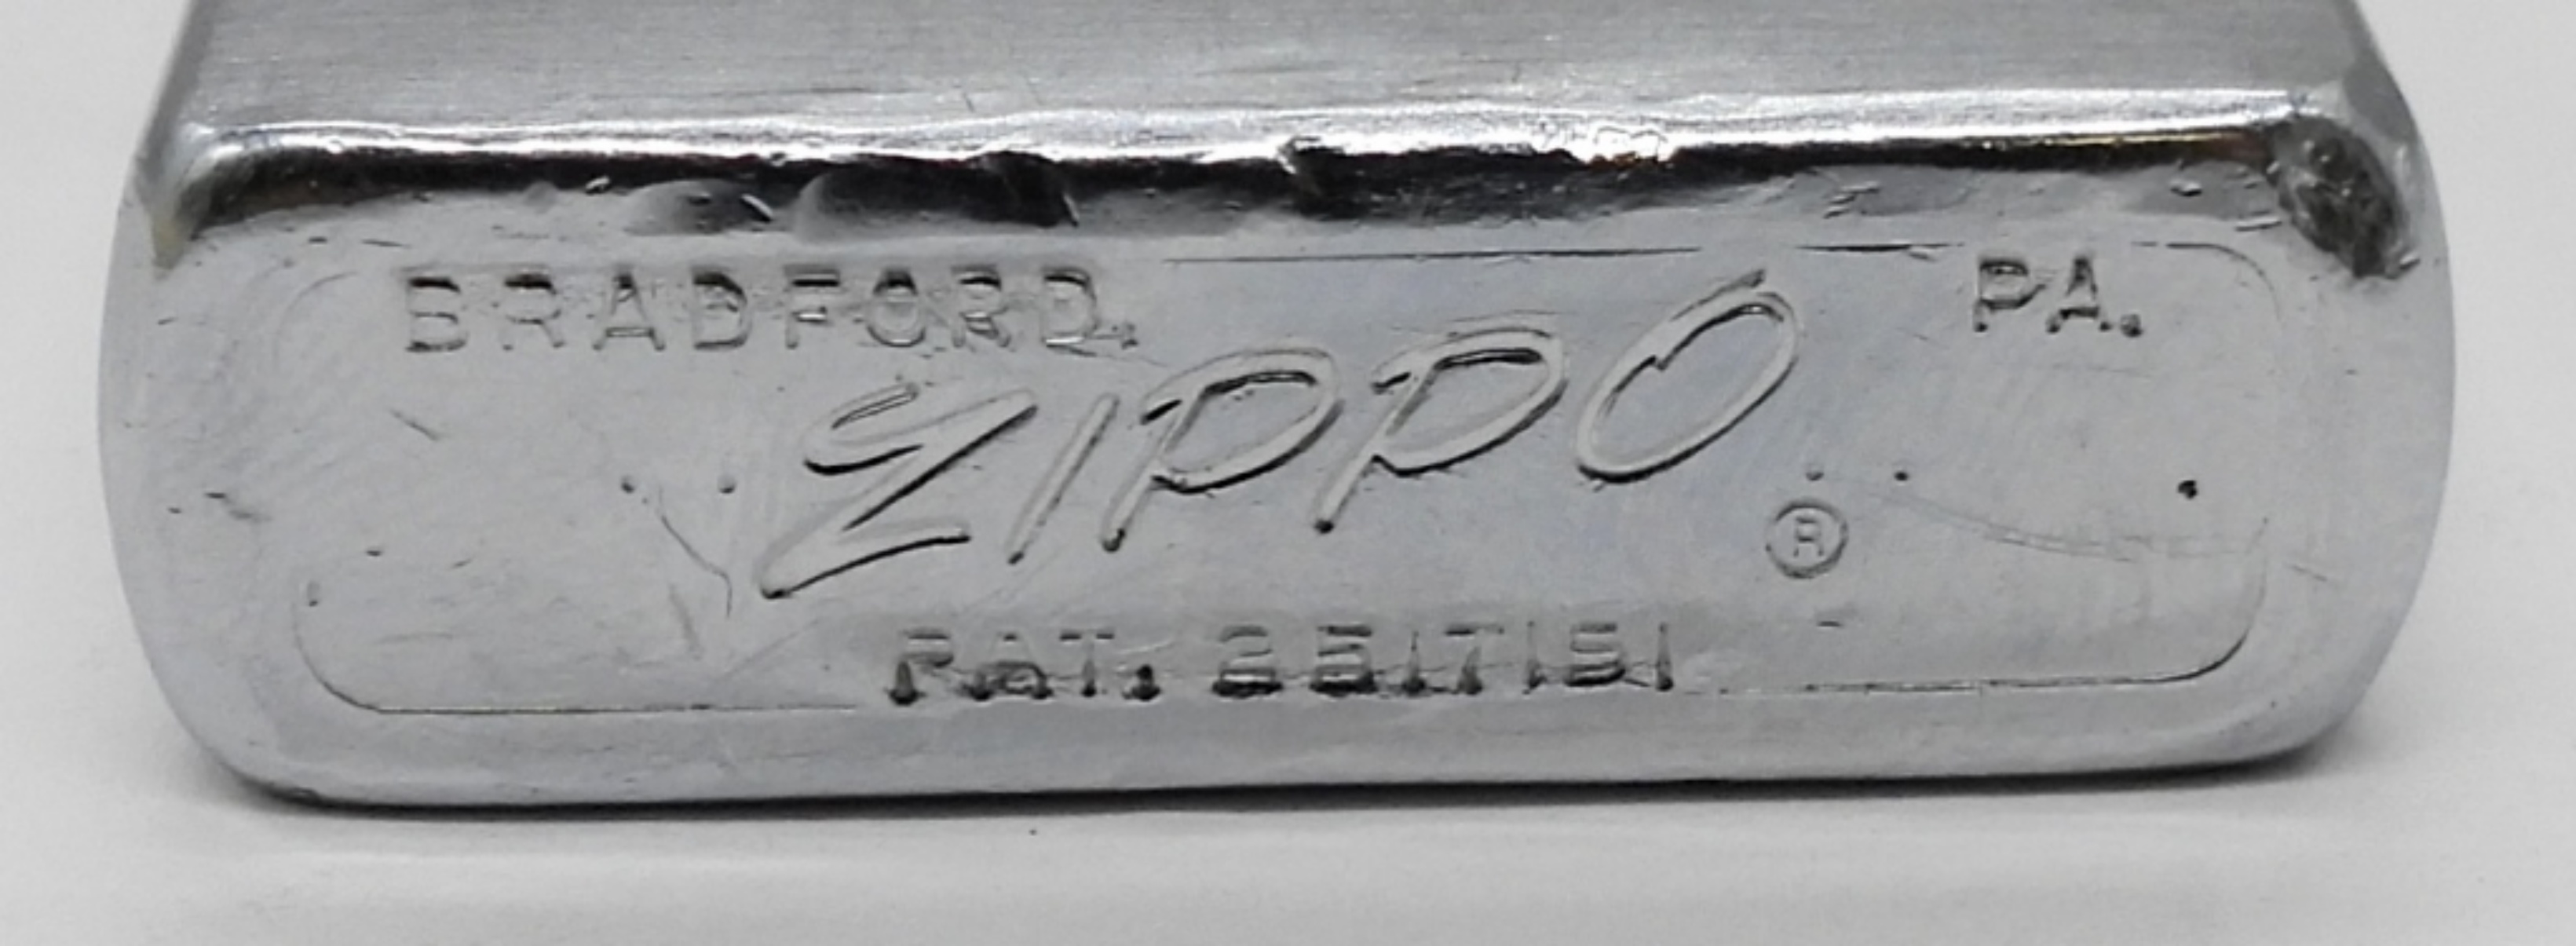 BRADFORD, PA.
ZIPPO ®
PAT. 2517191